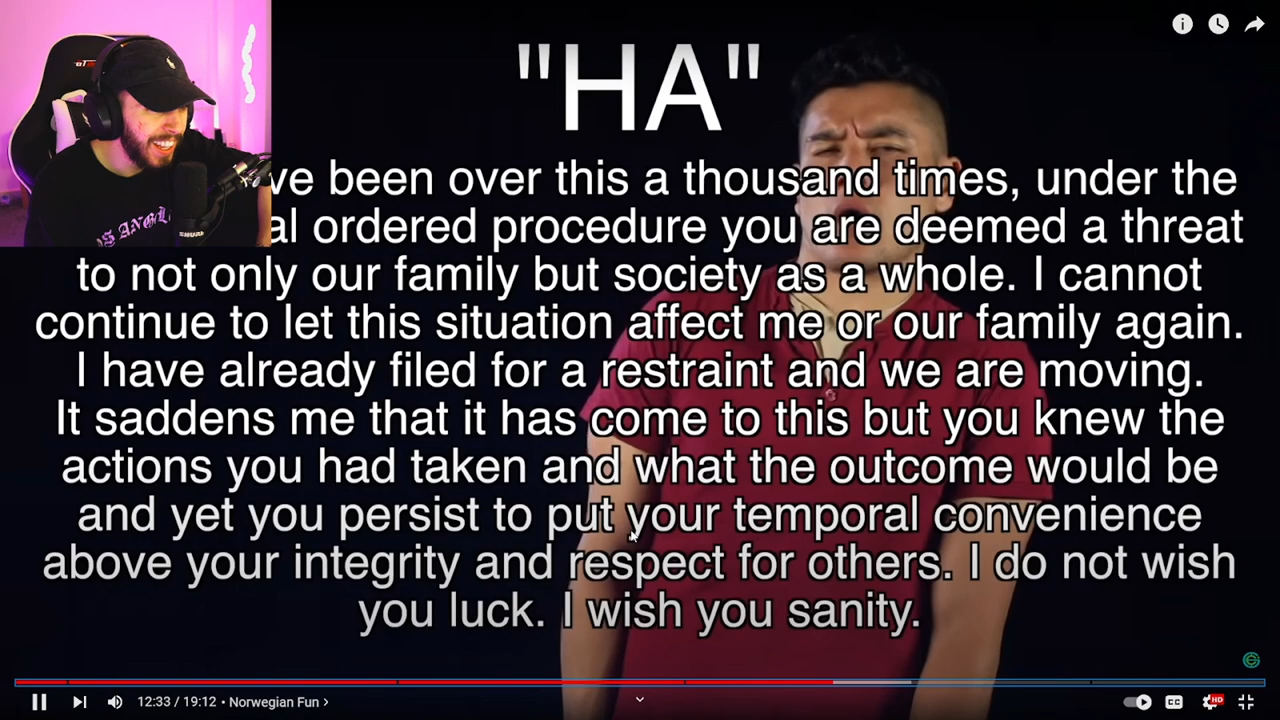 "HA"
ve been over this a thousand times, under the
al ordered procedure you are deemed a threat
to not only our family but society as a whole. I cannot
continue to let this situation affect me or our family again.
I have already filed for a restraint and we are moving.
It saddens me that it has come to this but you knew the
actions you had taken and what the outcome would be
and yet you persist to put your temporal convenience
above your integrity and respect for others. I do not wish
you luck. I wish you sanity.
12:33 / 19:12 • Norwegian Fun >
CC
HD